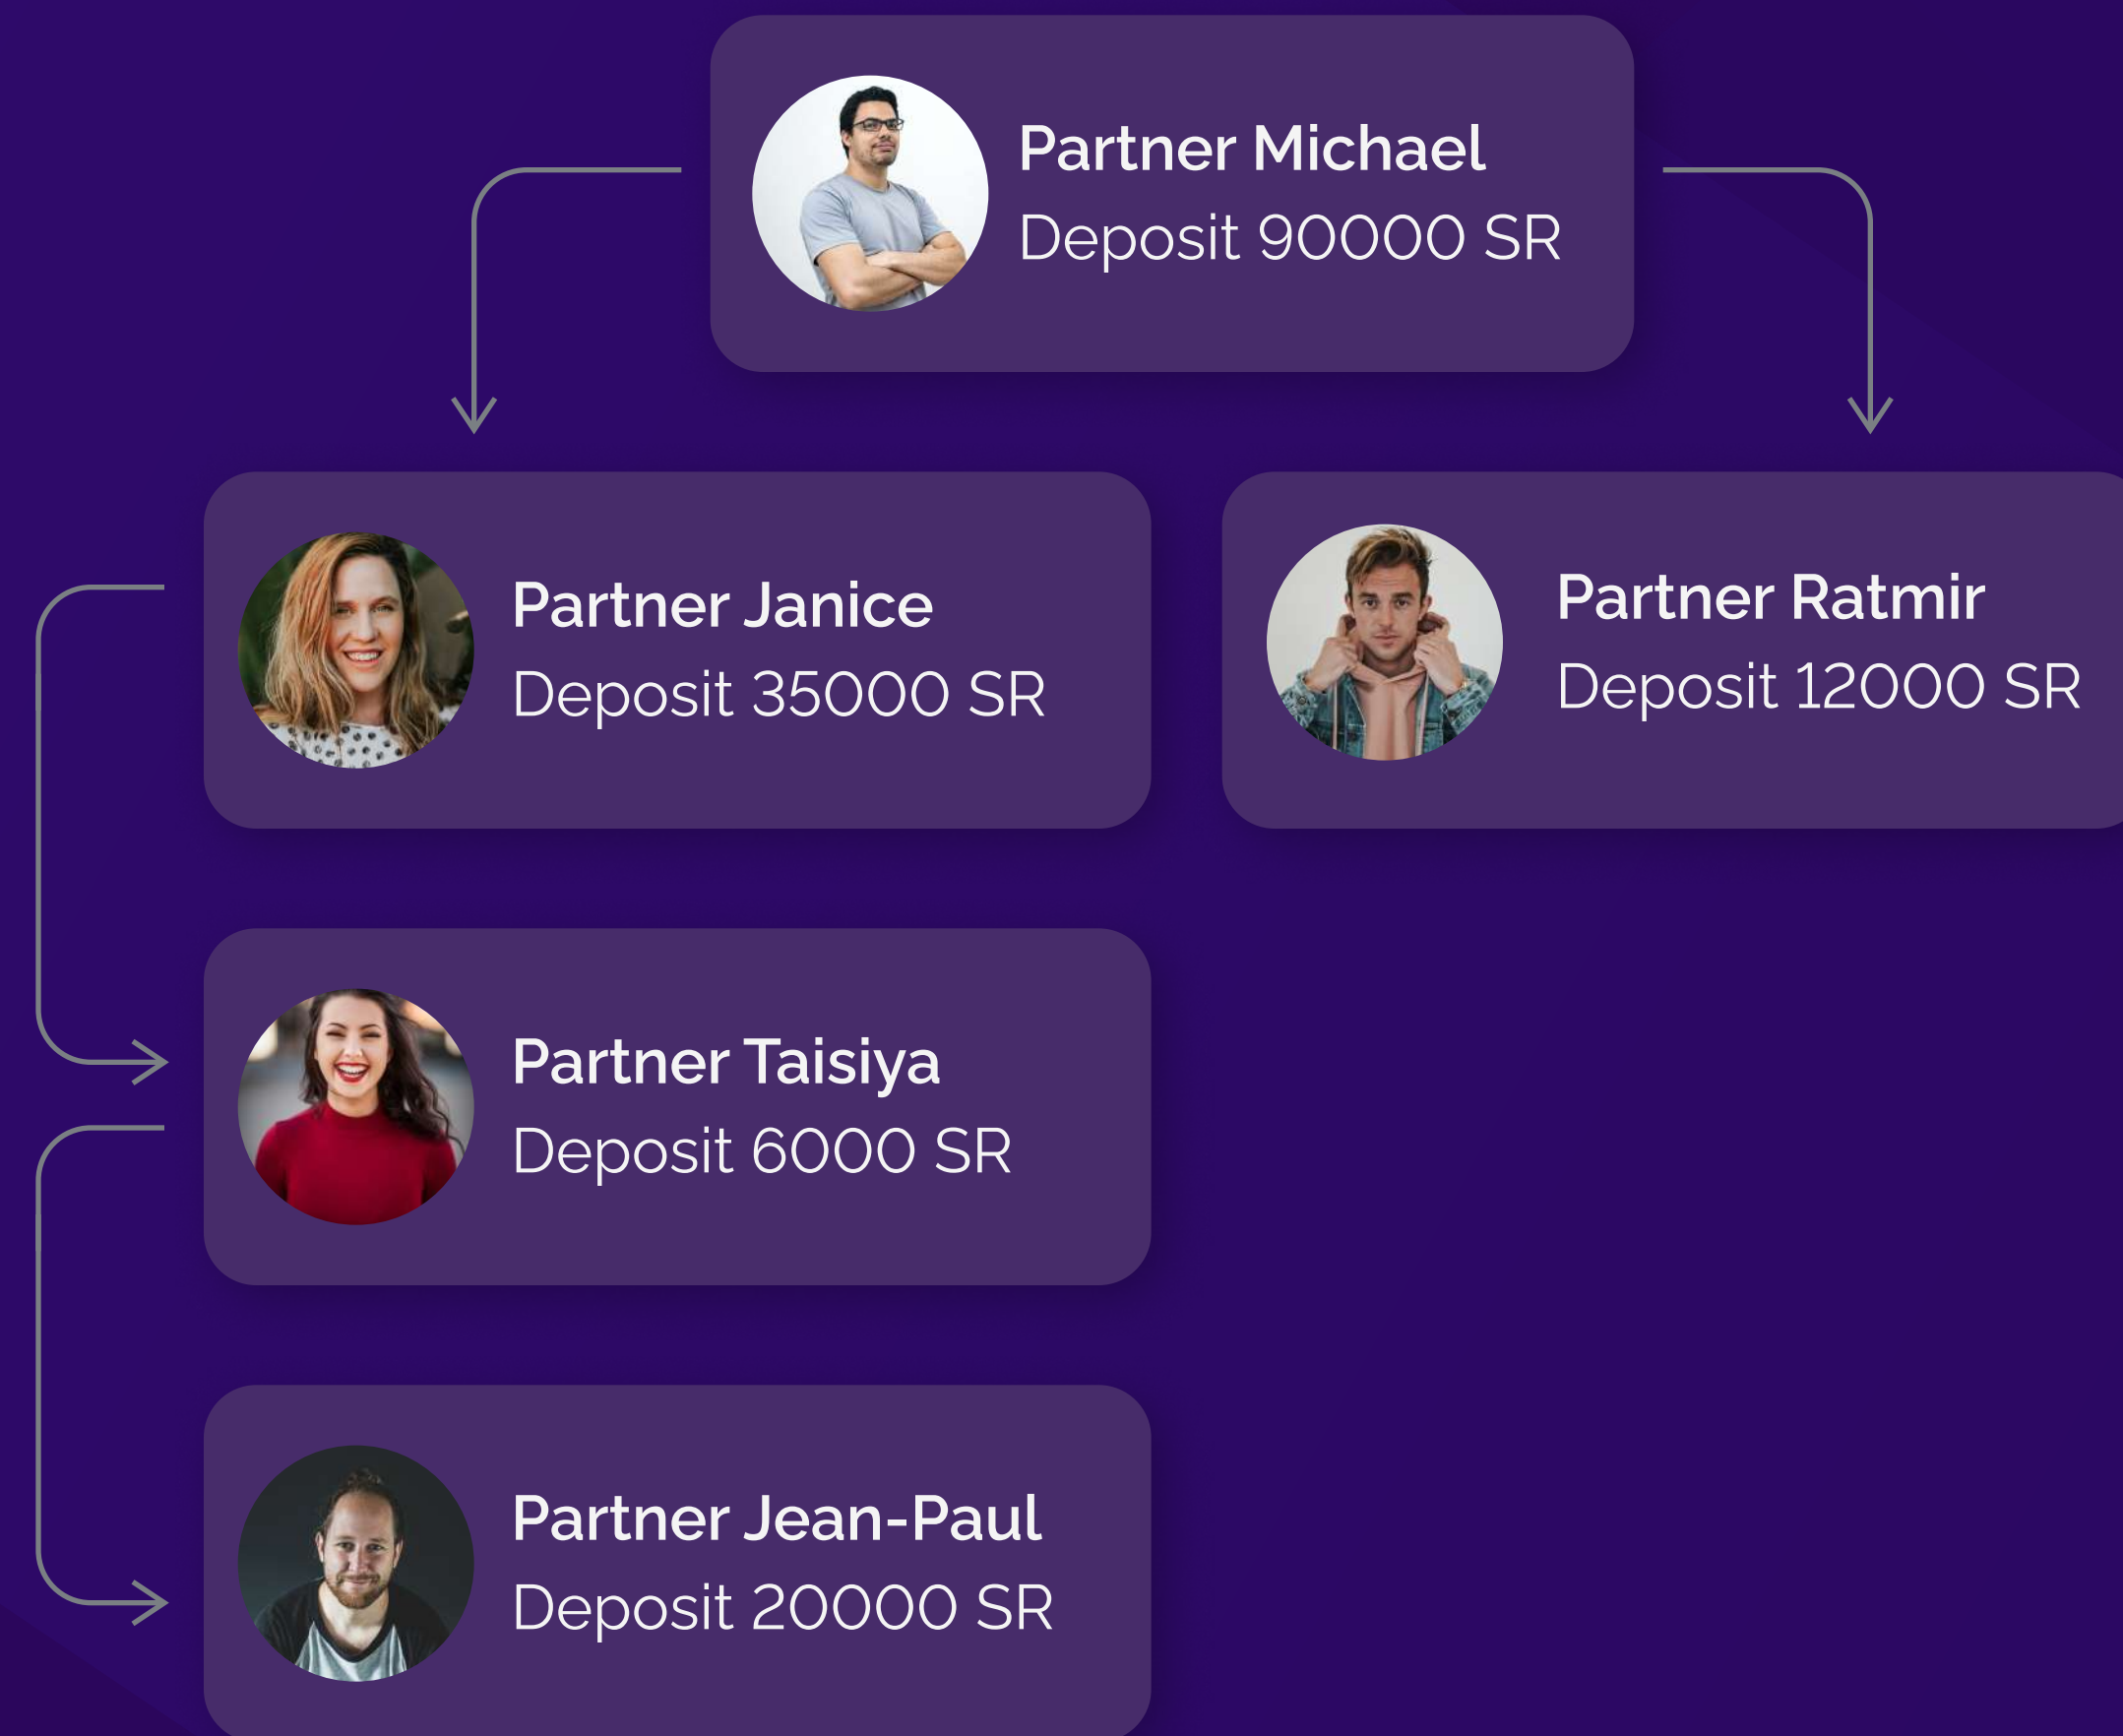 Partner Michael
Deposit 90000 SR
Partner Janice
Deposit 35000 SR
Partner Ratmir
Deposit 12000 SR
Partner Taisiya
Deposit 6000 SR
Partner Jean-Paul
Deposit 20000 SR